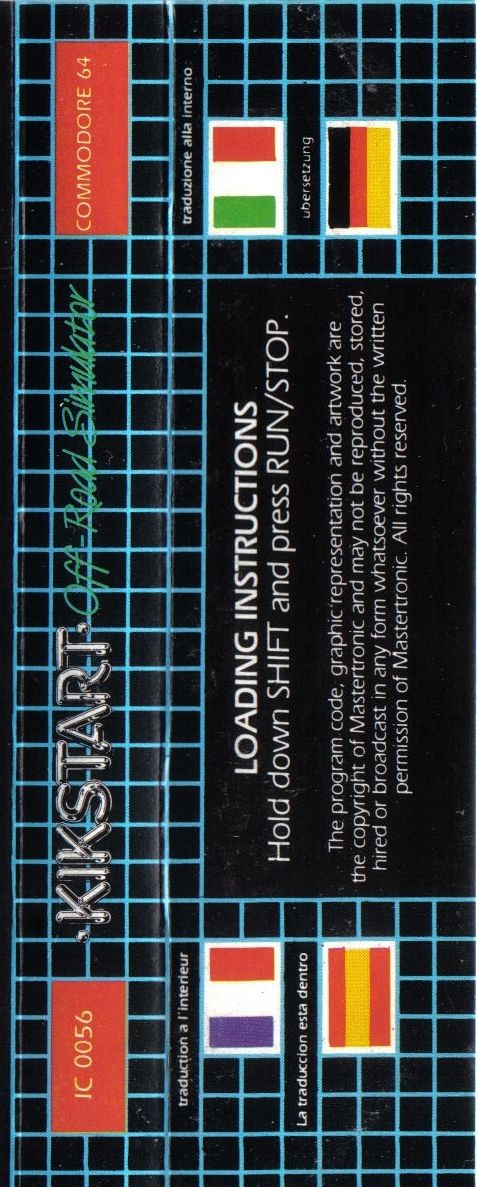 IC 0056
·KIKSTART·
Off-Road Simulator
COMMODORE 64
traduction a l'interieur
La traduccion esta dentro
LOADING INSTRUCTIONS
Hold down SHIFT and press RUN/STOP.
The program code, graphic representation and artwork are
the copyright of Mastertronic and may not be reproduced, stored,
hired or broadcast in any form whatsoever without the written
permission of Mastertronic. All rights reserved.
traduzione alla interno
ubersetzung